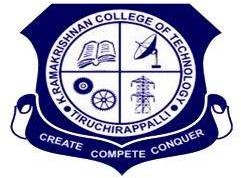 K.RAMAKRISHNAN COLLEGE OF TECHNOLOGY
TIRUCHIRAPPALLI
CREATE COMPETE CONQUER